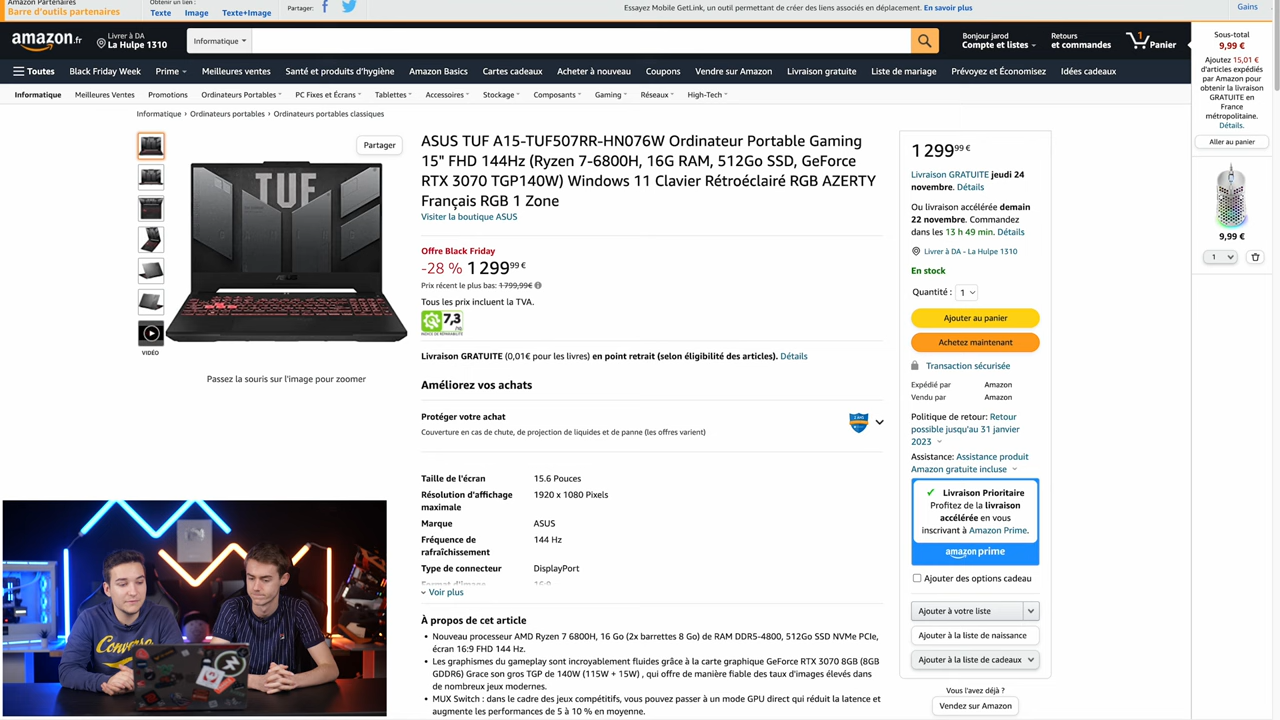 Amazon Partenaires
Barre d'outils partenaires
Obtenir un lien :
Texte Image Texte+Image
Partager:
Essayez Mobile GetLink, un outil permettant de créer des liens associés en déplacement. En savoir plus
Gains
amazon.fr
Livrer à DA
La Hulpe 1310
Informatique
Bonjour jarod
Compte et listes
Retours
et commandes
1
Panier
Toutes Black Friday Week Prime Meilleures ventes Santé et produits d'hygiène Amazon Basics Cartes cadeaux Acheter à nouveau Coupons Vendre sur Amazon Livraison gratuite Liste de mariage Prévoyez et Économisez Idées cadeaux
Informatique Meilleures Ventes Promotions Ordinateurs Portables PC Fixes et Écrans Tablettes Accessoires Stockage Composants Gaming Réseaux High-Tech
Informatique › Ordinateurs portables › Ordinateurs portables classiques
Partager
TUF
VIDÉO
Passez la souris sur l'image pour zoomer
ASUS TUF A15-TUF507RR-HN076W Ordinateur Portable Gaming
15" FHD 144Hz (Ryzen 7-6800H, 16G RAM, 512Go SSD, GeForce
RTX 3070 TGP140W) Windows 11 Clavier Rétroéclairé RGB AZERTY
Français RGB 1 Zone
Visiter la boutique ASUS
Offre Black Friday
-28 % 1 299,99 €
Prix récent le plus bas: 1 799,99€
Tous les prix incluent la TVA.
7,3
INDICE DE RÉPARABILITÉ
Livraison GRATUITE (0,01€ pour les livres) en point retrait (selon éligibilité des articles). Détails
Améliorez vos achats
Protéger votre achat
Couverture en cas de chute, de projection de liquides et de panne (les offres varient)
Taille de l'écran 15.6 Pouces
Résolution d'affichage maximale 1920 x 1080 Pixels
Marque ASUS
Fréquence de rafraîchissement 144 Hz
Type de connecteur DisplayPort
Format d'image 16:9
Voir plus
À propos de cet article
• Nouveau processeur AMD Ryzen 7 6800H, 16 Go (2x barrettes 8 Go) de RAM DDR5-4800, 512Go SSD NVMe PCIe,
écran 16:9 FHD 144 Hz.
• Les graphismes du gameplay sont incroyablement fluides grâce à la carte graphique GeForce RTX 3070 8GB (8GB
GDDR6) Grace son gros TGP de 140W (115W + 15W) , qui offre de manière fiable des taux d'images élevés dans
de nombreux jeux modernes.
• MUX Switch : dans le cadre des jeux compétitifs, vous pouvez passer à un mode GPU direct qui réduit la latence et
augmente les performances de 5 à 10 % en moyenne.
1 299,99 €
Livraison GRATUITE jeudi 24
novembre. Détails
Ou livraison accélérée demain
22 novembre. Commandez
dans les 13 h 49 min. Détails
Livrer à DA - La Hulpe 1310
En stock
Quantité : 1
Ajouter au panier
Achetez maintenant
Transaction sécurisée
Expédié par Amazon
Vendu par Amazon
Politique de retour: Retour
possible jusqu'au 31 janvier
2023
Assistance: Assistance produit
Amazon gratuite incluse
Livraison Prioritaire
Profitez de la livraison
accélérée en vous
inscrivant à Amazon Prime.
amazon prime
Ajouter des options cadeau
Ajouter à votre liste
Ajouter à la liste de naissance
Ajouter à la liste de cadeaux
Vous l'avez déjà ?
Vendez sur Amazon
Sous-total
9,99 €
Ajoutez 15,01 €
d'articles expédiés
par Amazon pour
obtenir la livraison
GRATUITE en
France
métropolitaine.
Détails.
Aller au panier
9,99 €
1
Converse